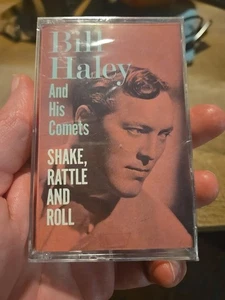 Bill
Haley
And
His
Comets
SHAKE,
RATTLE
AND
ROLL